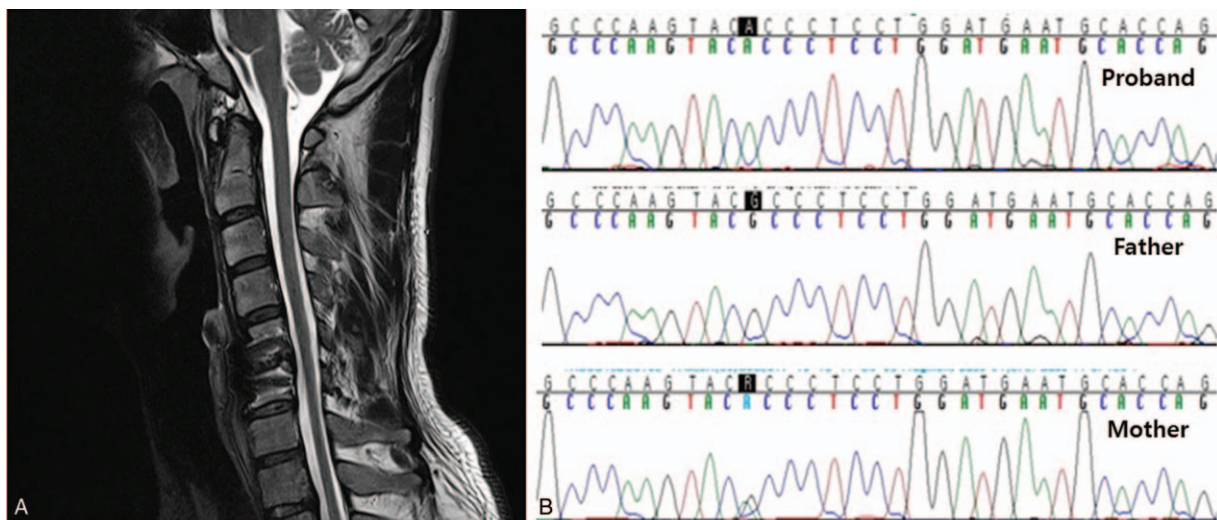 G C C C A A G T A C A C C C T C C T G G A T G A A T G C A C C A G
G C C C A A G T A C A C C C T C C T G G A T G A A T G C A C C A G
Proband
G C C C A A G T A C G C C C T C C T G G A T G A A T G C A C C A G
G C C C A A G T A C G C C C T C C T G G A T G A A T G C A C C A G
Father
G C C C A A G T A C R C C C T C C T G G A T G A A T G C A C C A G
G C C C A A G T A C R C C C T C C T G G A T G A A T G C A C C A G
Mother
A
B